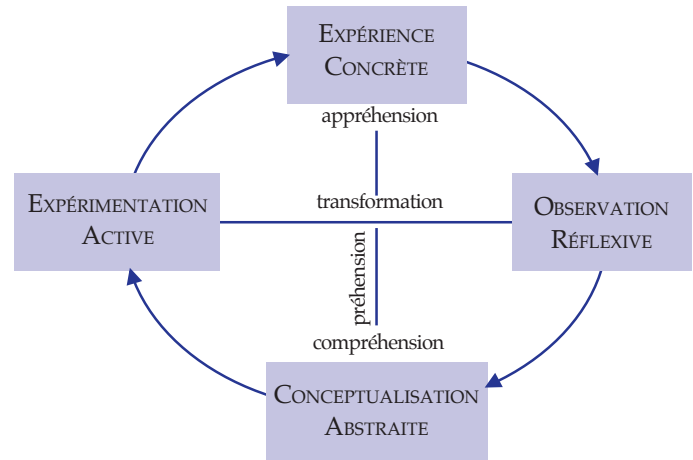 EXPÉRIENCE
CONCRÈTE
appréhension
EXPÉRIMENTATION
ACTIVE
transformation
OBSERVATION
RÉFLEXIVE
préhension
compréhension
CONCEPTUALISATION
ABSTRAITE